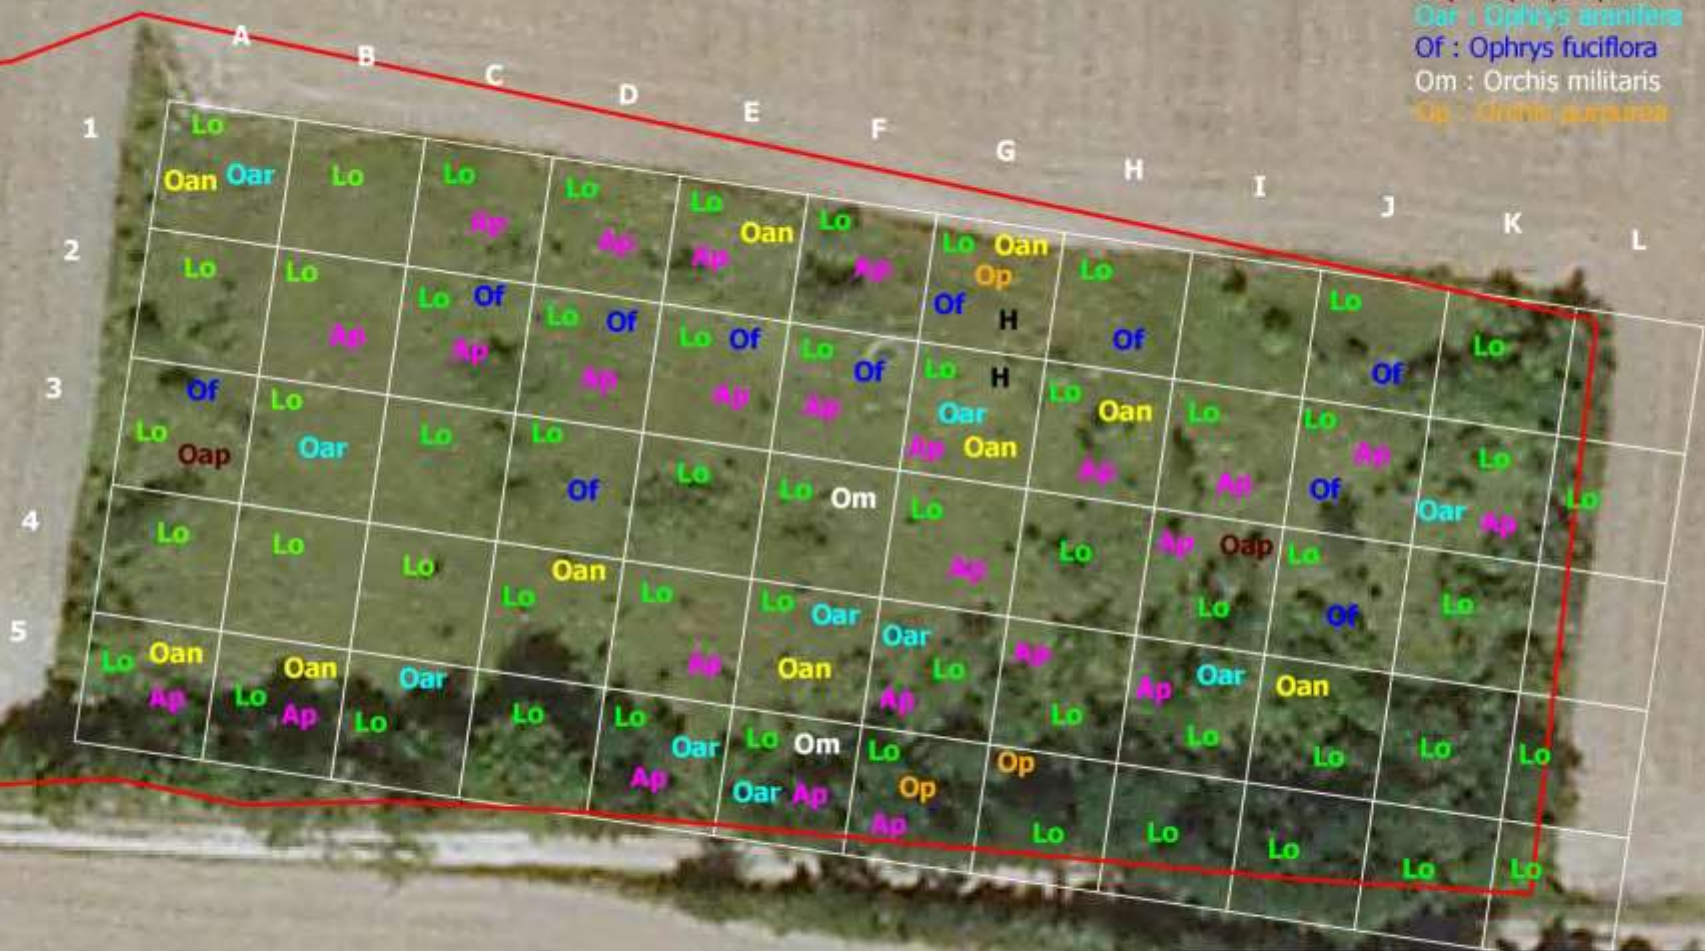 Oar : Ophrys aranifera
Of : Ophrys fuciflora
Om : Orchis militaris
Op : Orchis purpurea
A B C D E F G H I J K L
1
Lo Lo Lo Lo Lo Lo Lo Oan Lo Lo Lo
Oan Oar Ap Ap Ap Oan Ap Op
Of H Of Of
2
Lo Lo Lo Of Lo Of Lo Of Lo Of Lo H Lo Oan Lo Lo Lo Lo
Ap Ap Ap Ap Ap Oar Ap Ap Ap Oar Ap
Ap Oan Of
3
Of Lo Lo Lo Lo Lo Om Lo Lo Ap Oap Lo Lo
Lo Oar Of Ap Lo Of
Oap
4
Lo Lo Lo Oan Lo Lo Oar Oar Ap Oar Oan
Lo Oan Lo Ap Lo
Ap Ap Lo Lo Lo Lo Lo
5
Lo Oan Oan Oar Lo Lo Lo Om Lo Op
Ap Lo Ap Lo Oar Oar Ap Op
Ap Ap Lo Lo Lo Lo Lo